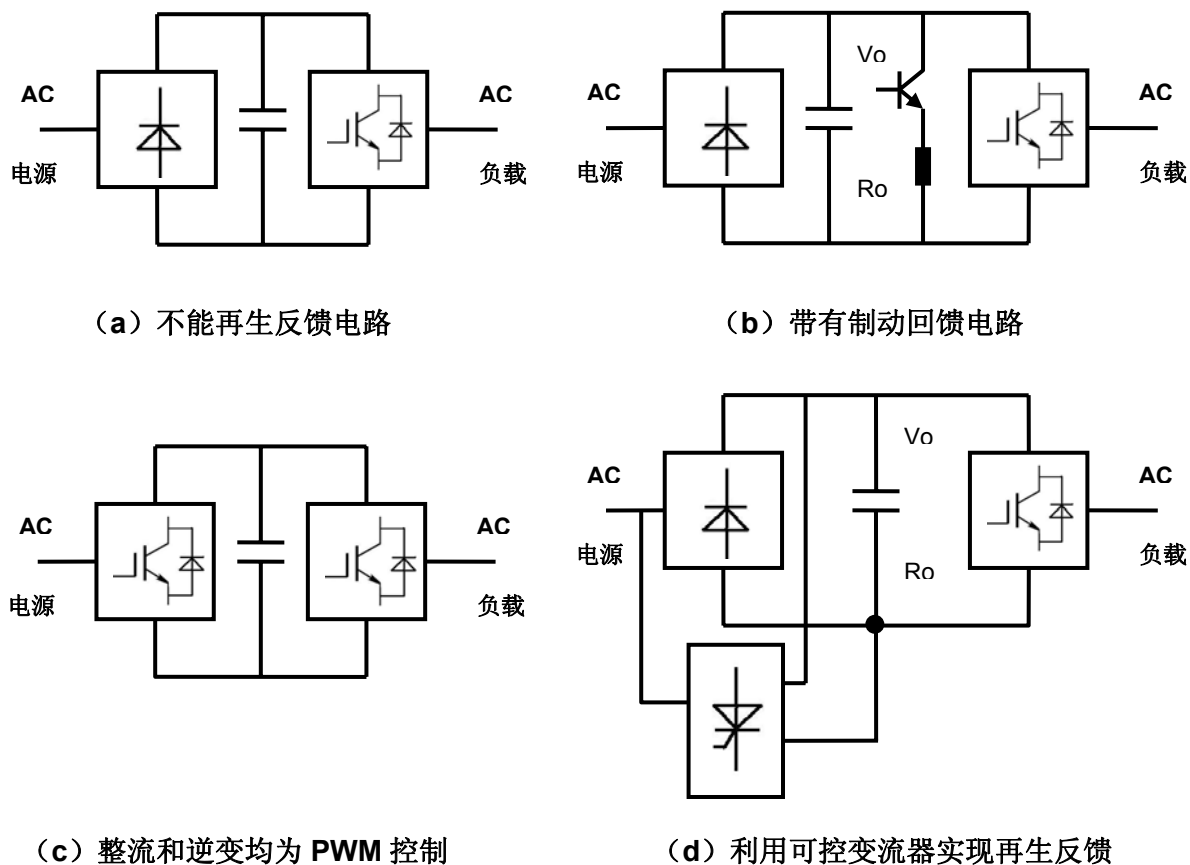 AC
电源
AC
负载
（a）不能再生反馈电路
AC
电源
Vo
Ro
AC
负载
（b）带有制动回馈电路
AC
电源
AC
负载
（c）整流和逆变均为 PWM 控制
AC
电源
Vo
Ro
AC
负载
（d）利用可控变流器实现再生反馈